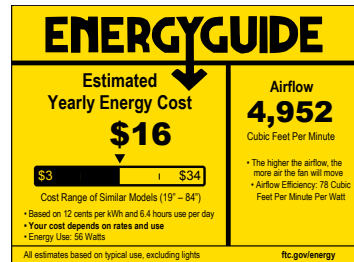 ENERGYGUIDE
Estimated
Yearly Energy Cost
$16
$3
$34
Cost Range of Similar Models (19" – 84")
• Based on 12 cents per kWh and 6.4 hours use per day
• Your cost depends on rates and use
• Energy Use: 56 Watts
Airflow
4,952
Cubic Feet Per Minute
• The higher the airflow, the
more air the fan will move
• Airflow Efficiency: 78 Cubic
Feet Per Minute Per Watt
All estimates based on typical use, excluding lights
ftc.gov/energy